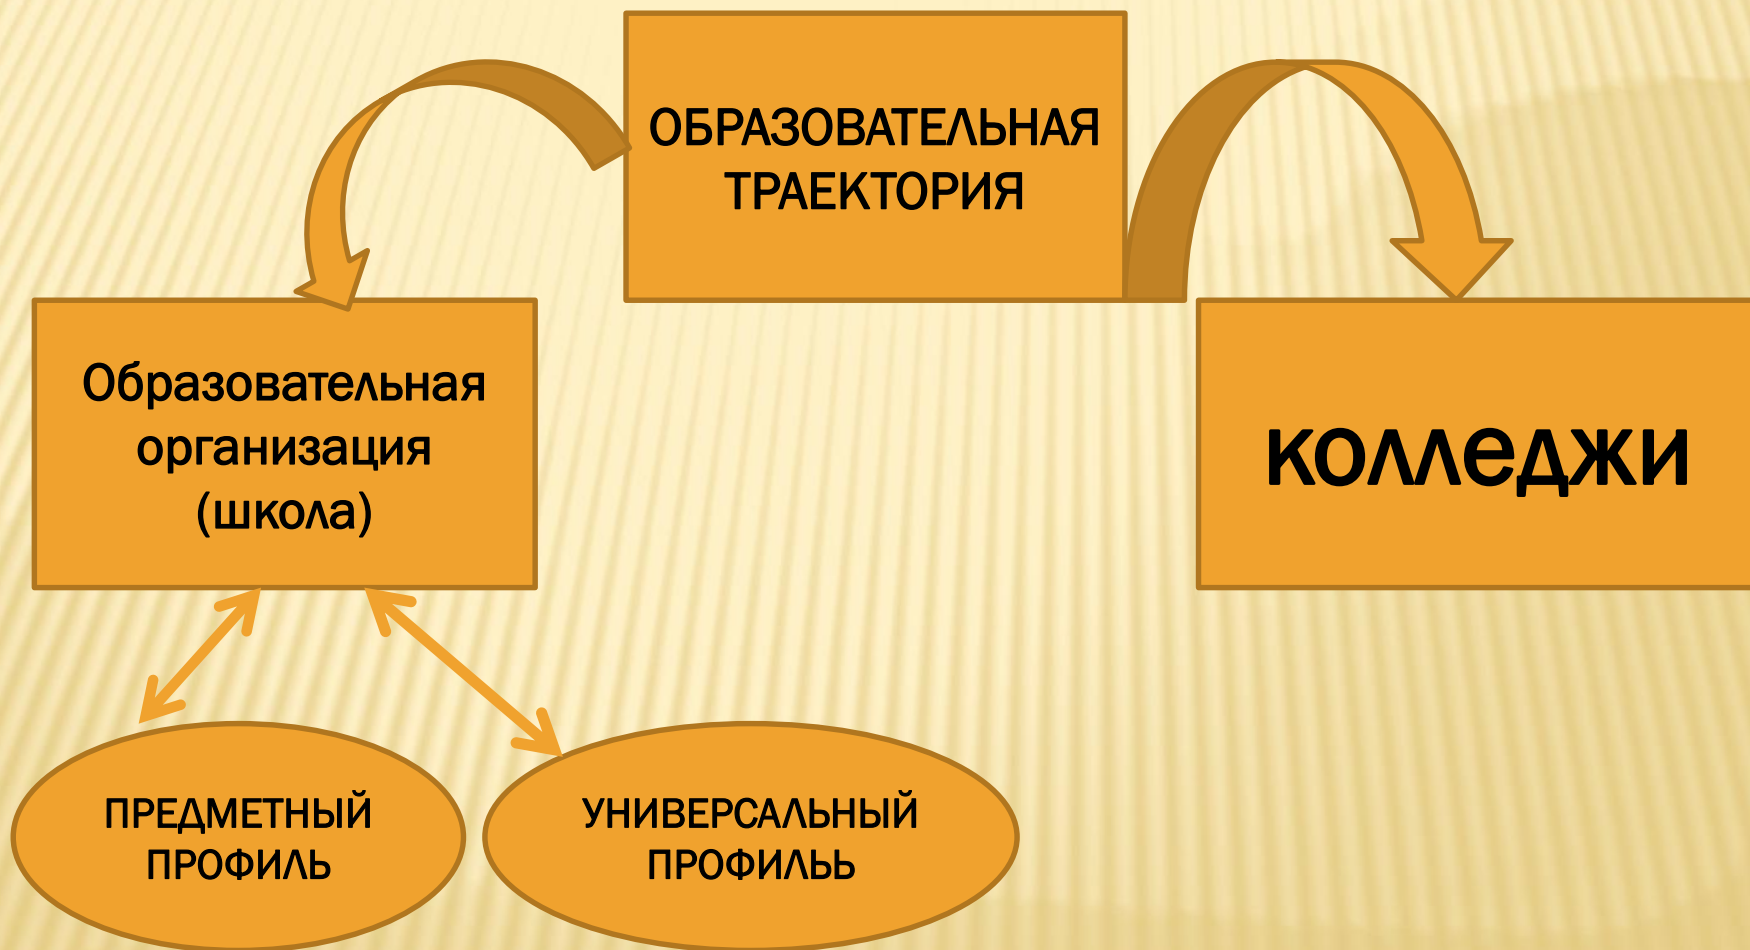 ОБРАЗОВАТЕЛЬНАЯ
ТРАЕКТОРИЯ
Образовательная
организация
(школа)
колледжи
ПРЕДМЕТНЫЙ
ПРОФИЛЬ
УНИВЕРСАЛЬНЫЙ
ПРОФИЛЬЬ